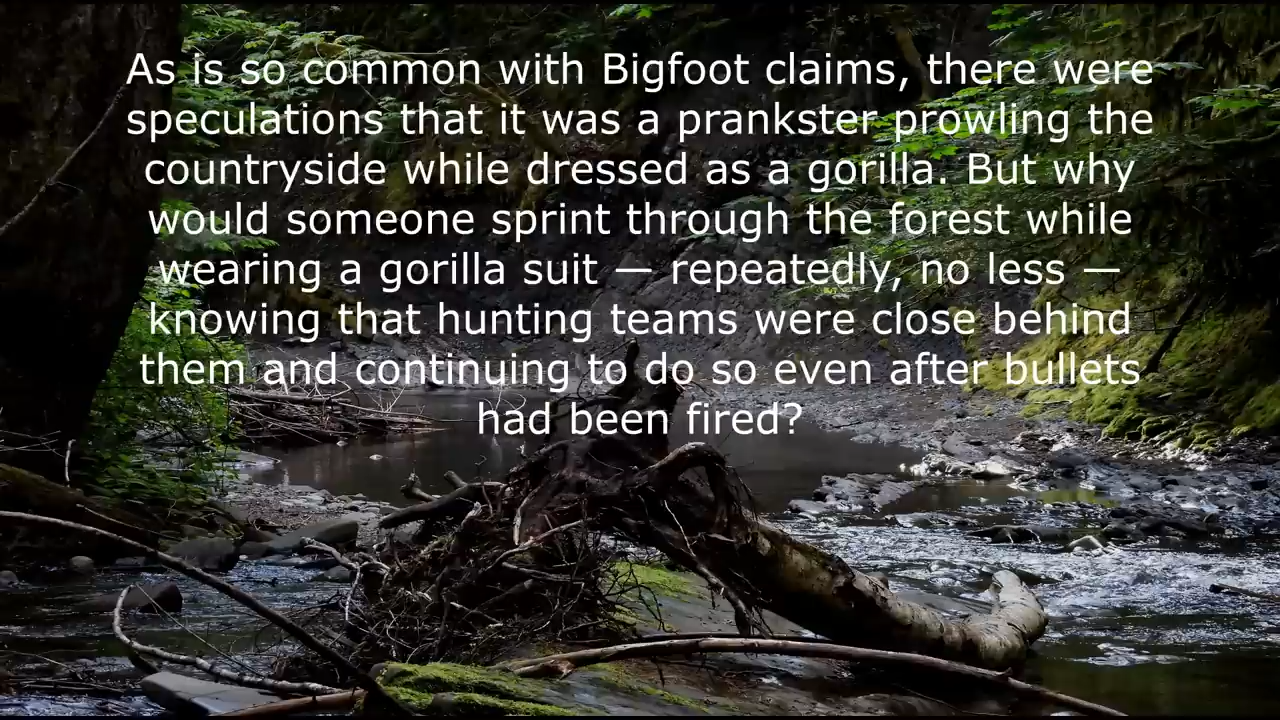 As is so common with Bigfoot claims, there were
speculations that it was a prankster prowling the
countryside while dressed as a gorilla. But why
would someone sprint through the forest while
wearing a gorilla suit — repeatedly, no less —
knowing that hunting teams were close behind
them and continuing to do so even after bullets
had been fired?